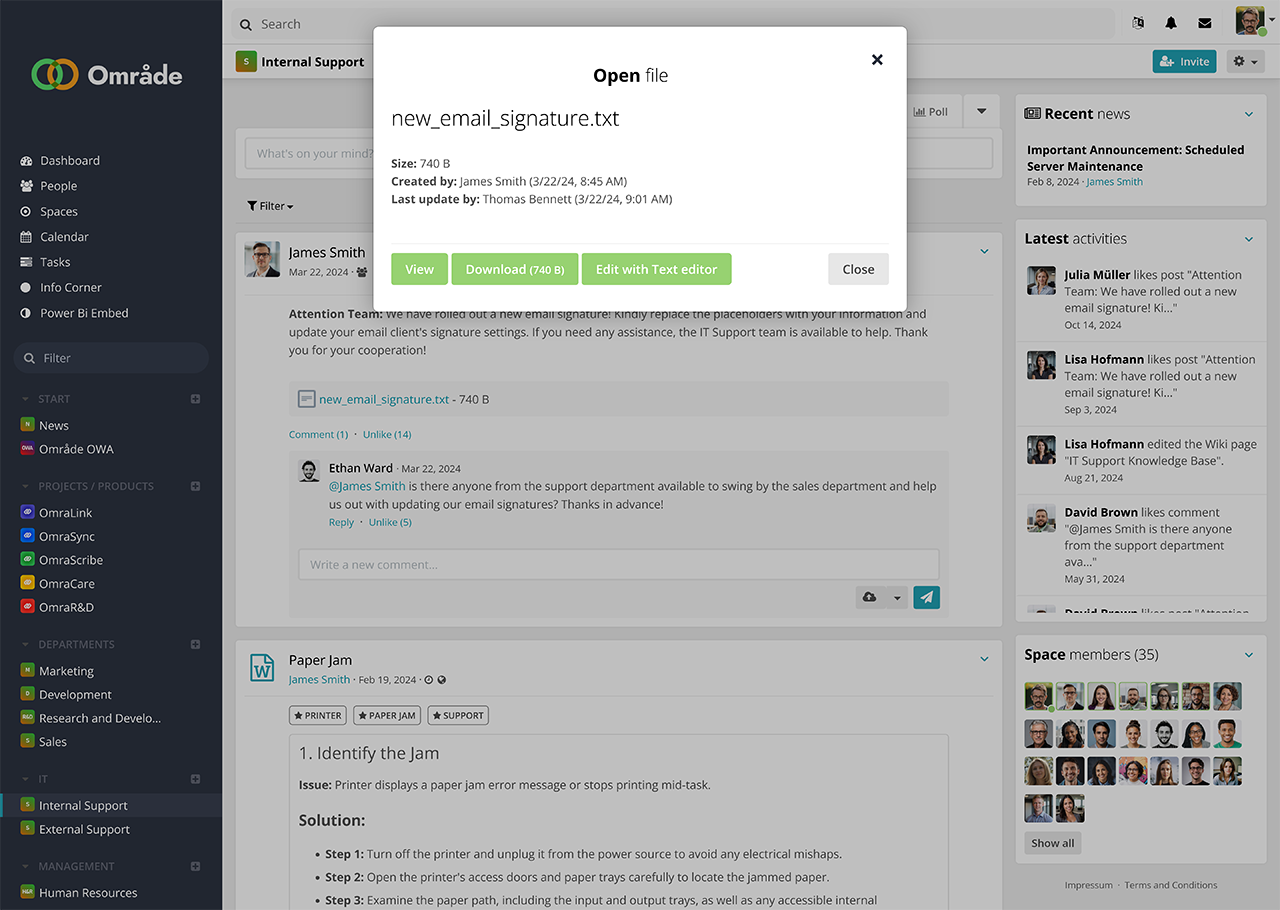 Område
Dashboard
People
Spaces
Calendar
Tasks
Info Corner
Power Bi Embed
Filter
START
News
Område OWA
PROJECTS / PRODUCTS
OmraLink
OmraSync
OmraScribe
OmraCare
OmraR&D
DEPARTMENTS
Marketing
Development
Research and Develo...
Sales
IT
Internal Support
External Support
MANAGEMENT
Human Resources
Search
S Internal Support
Invite
Open file
new_email_signature.txt
Size: 740 B
Created by: James Smith (3/22/24, 8:45 AM)
Last update by: Thomas Bennett (3/22/24, 9:01 AM)
View
Download (740 B)
Edit with Text editor
Close
Poll
What's on your mind?
Filter
James Smith
Mar 22, 2024 ·
Attention Team: We have rolled out a new email signature! Kindly replace the placeholders with your information and
update your email client's signature settings. If you need any assistance, the IT Support team is available to help. Thank
you for your cooperation!
new_email_signature.txt - 740 B
Comment (1) · Unlike (14)
Ethan Ward · Mar 22, 2024
@James Smith is there anyone from the support department available to swing by the sales department and help
us out with updating our email signatures? Thanks in advance!
Reply · Unlike (5)
Write a new comment...
Paper Jam
James Smith · Feb 19, 2024 ·
PRINTER
PAPER JAM
SUPPORT
1. Identify the Jam
Issue: Printer displays a paper jam error message or stops printing mid-task.
Solution:
• Step 1: Turn off the printer and unplug it from the power source to avoid any electrical mishaps.
• Step 2: Open the printer's access doors and paper trays carefully to locate the jammed paper.
• Step 3: Examine the paper path, including the input and output trays, as well as any accessible internal
Recent news
Important Announcement: Scheduled
Server Maintenance
Feb 8, 2024 · James Smith
Latest activities
Julia Müller likes post "Attention
Team: We have rolled out a new
email signature! Ki..."
Oct 14, 2024
Lisa Hofmann likes post "Attention
Team: We have rolled out a new
email signature! Ki..."
Sep 3, 2024
Lisa Hofmann edited the Wiki page
"IT Support Knowledge Base".
Aug 21, 2024
David Brown likes comment
"@James Smith is there anyone
from the support department
ava..."
May 31, 2024
David Brown likes post "Attention
Space members (35)
Show all
Impressum · Terms and Conditions